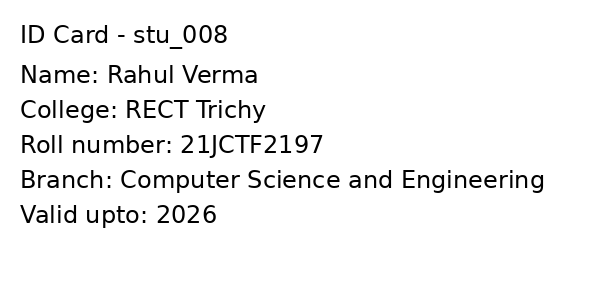 ID Card - stu_008
Name: Rahul Verma
College: RECT Trichy
Roll number: 21JCTF2197
Branch: Computer Science and Engineering
Valid upto: 2026